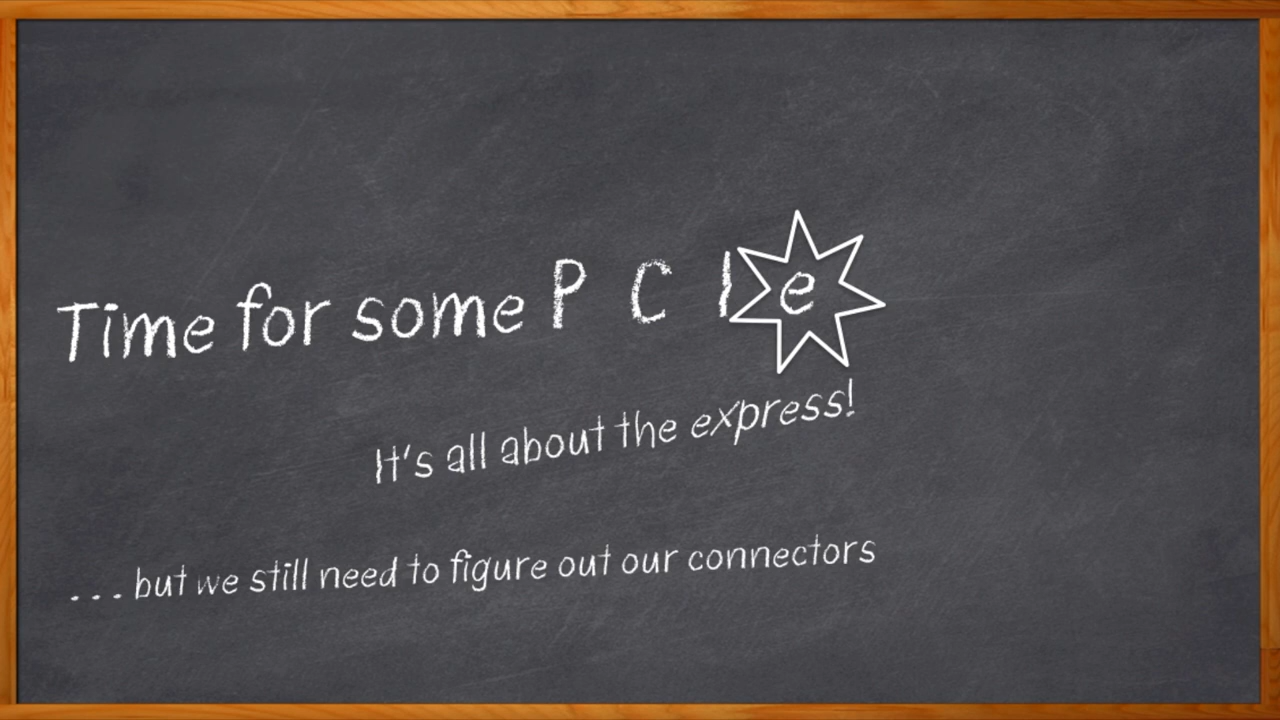 Time for some P C I e
It's all about the express!
... but we still need to figure out our connectors